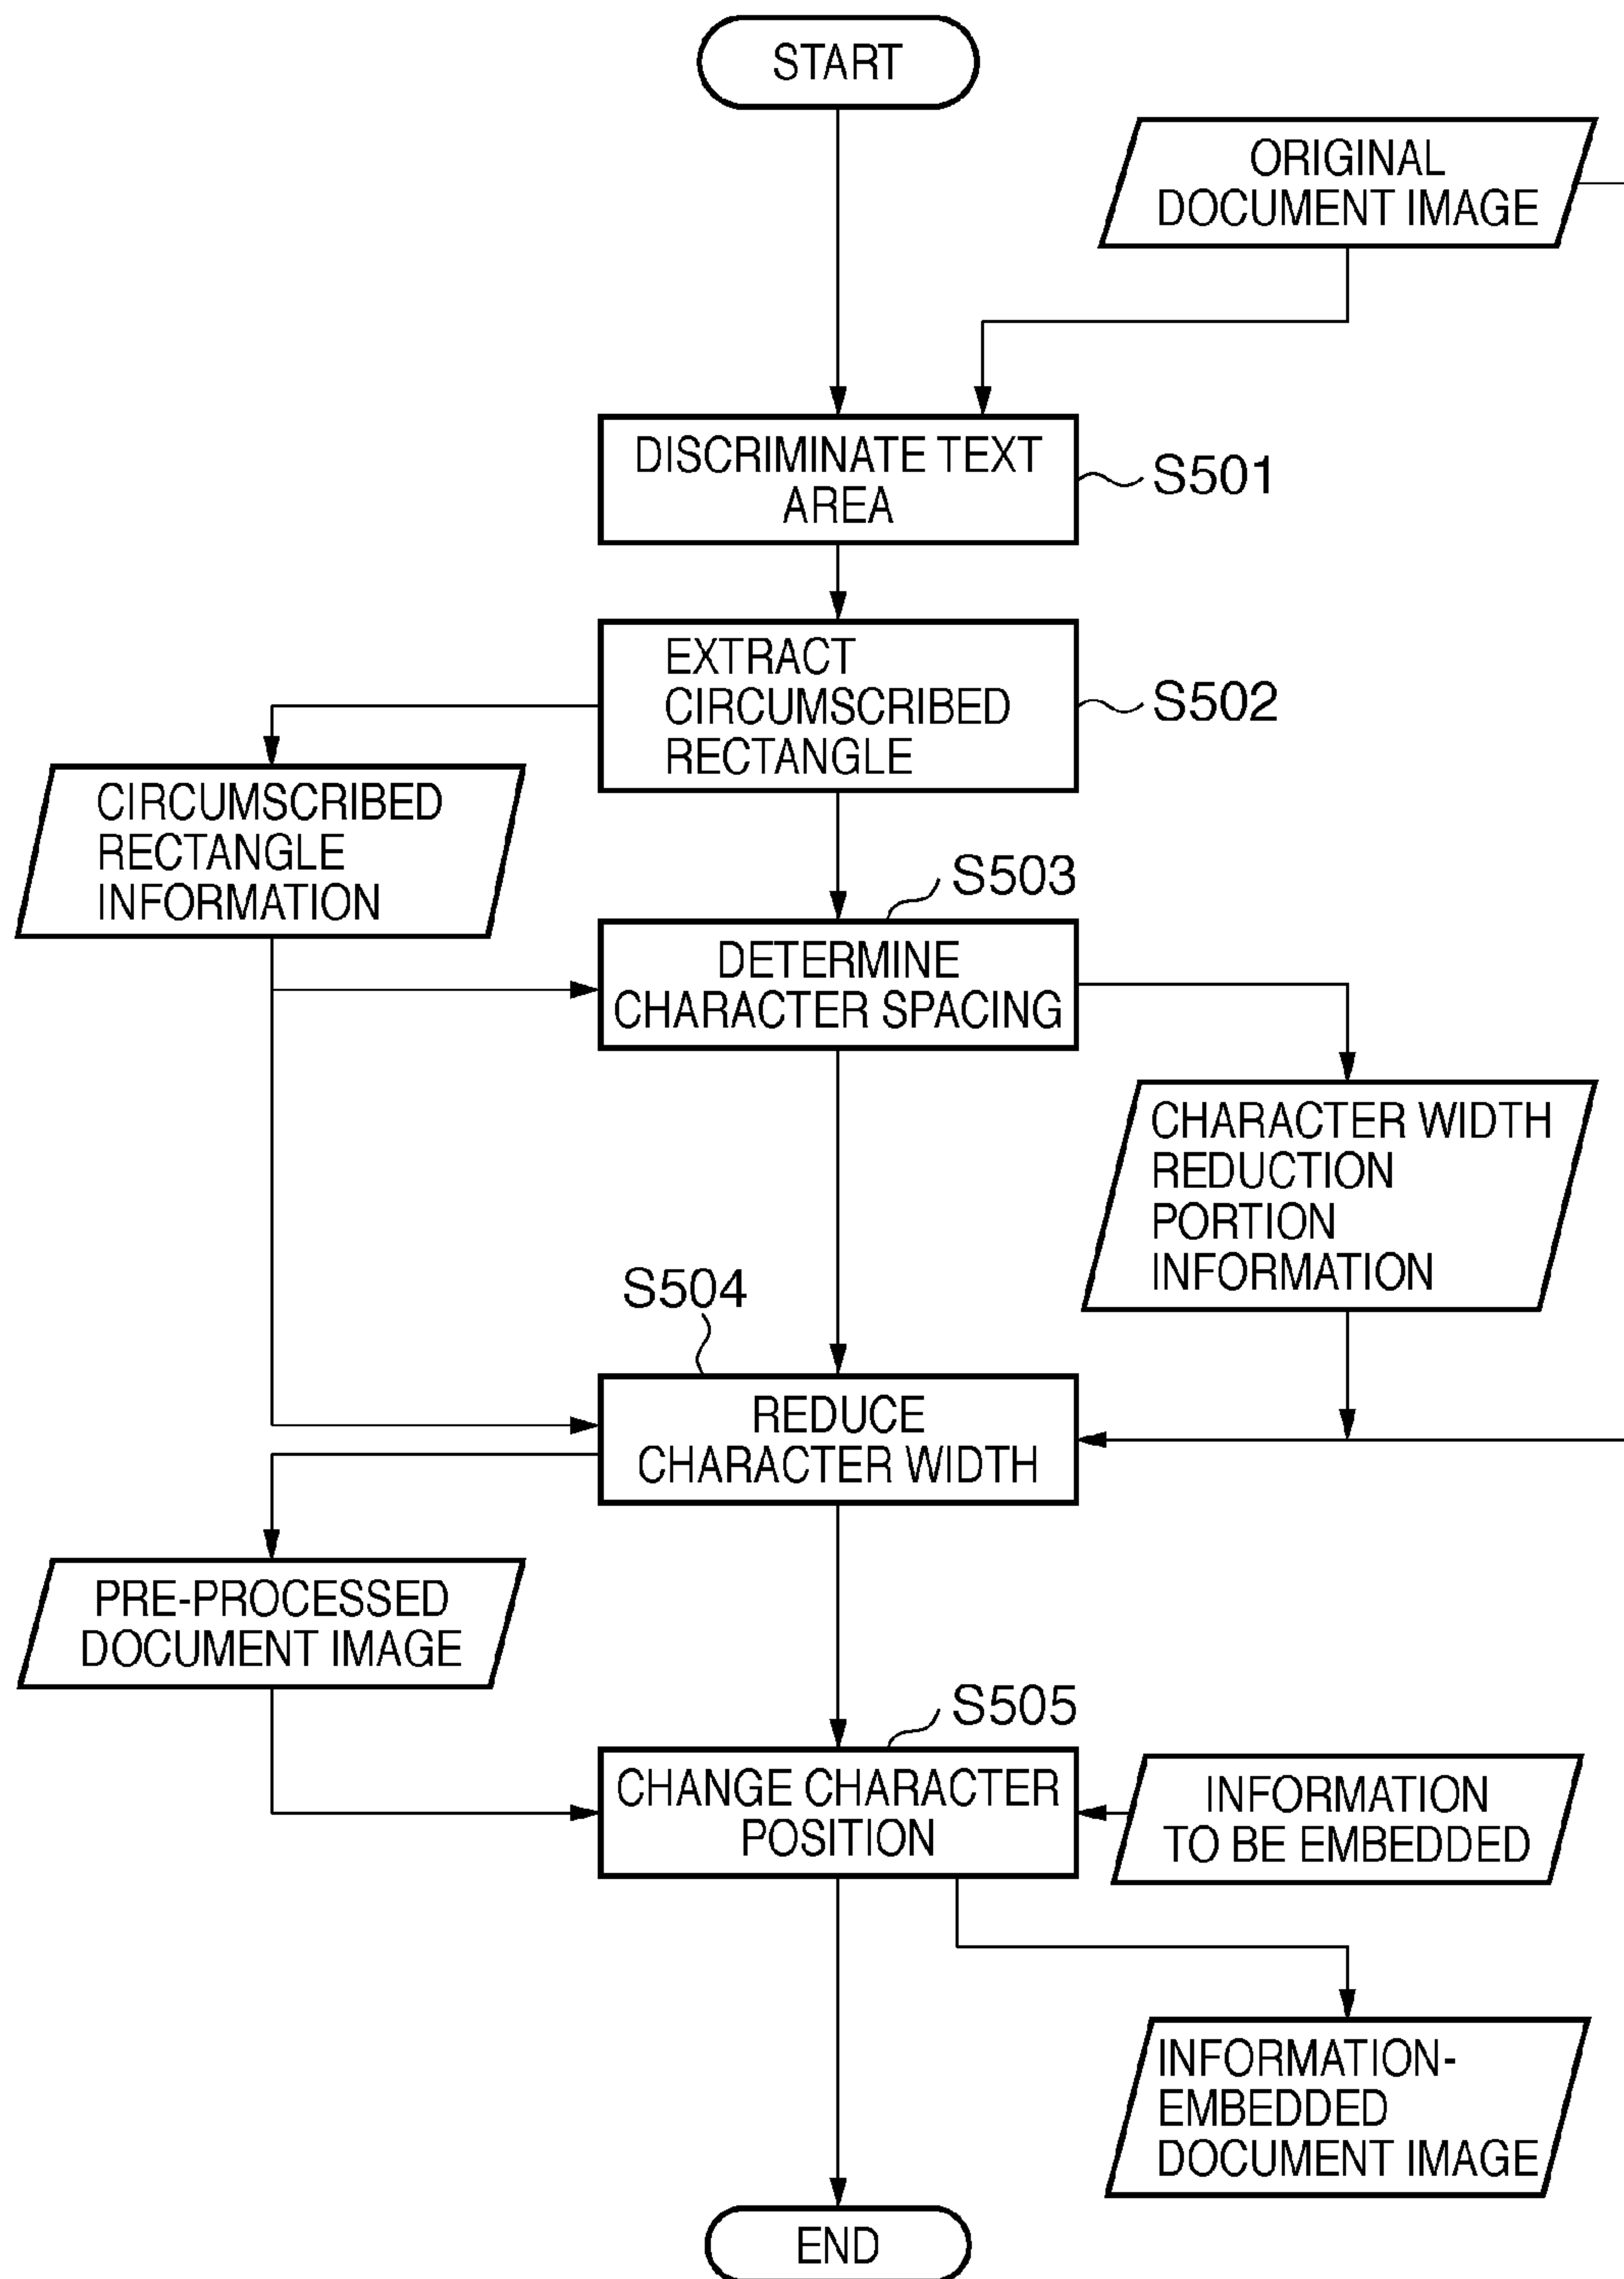 START
ORIGINAL
DOCUMENT IMAGE
DISCRIMINATE TEXT
AREA
S501
EXTRACT
CIRCUMSCRIBED
RECTANGLE
S502
CIRCUMSCRIBED
RECTANGLE
INFORMATION
S503
DETERMINE
CHARACTER SPACING
CHARACTER WIDTH
REDUCTION
PORTION
INFORMATION
S504
REDUCE
CHARACTER WIDTH
PRE-PROCESSED
DOCUMENT IMAGE
S505
CHANGE CHARACTER
POSITION
INFORMATION
TO BE EMBEDDED
INFORMATION-
EMBEDDED
DOCUMENT IMAGE
END